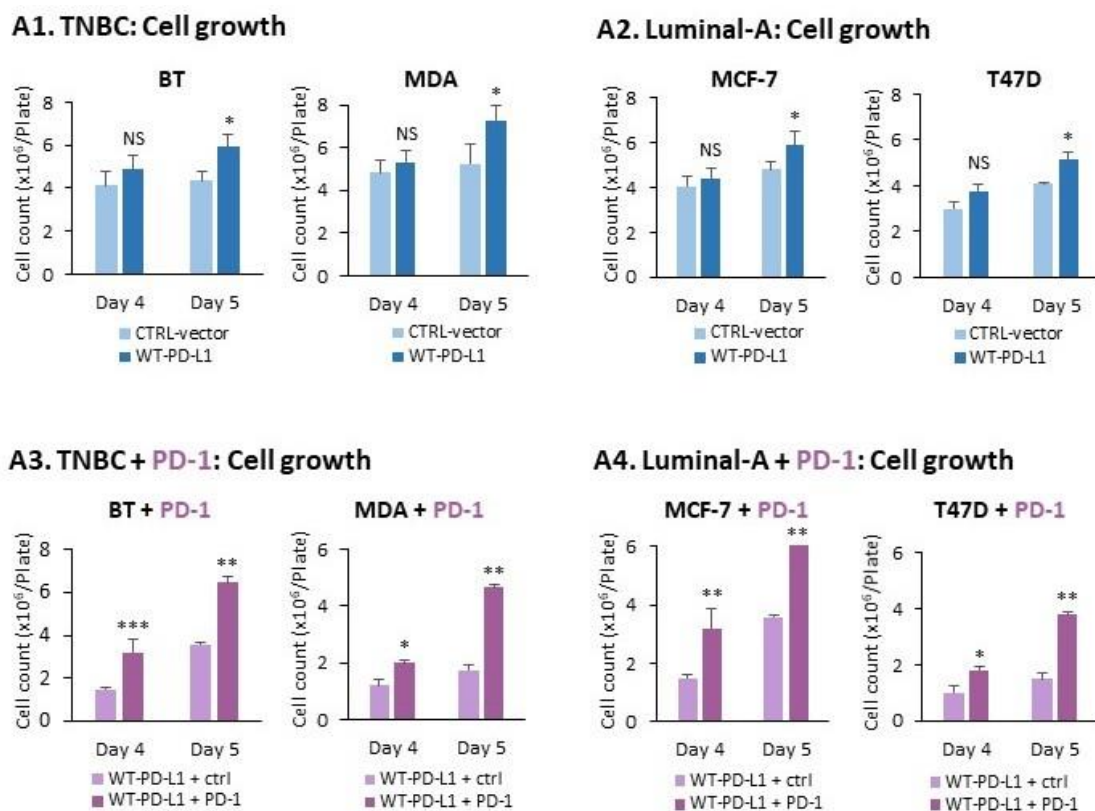 A1. TNBC: Cell growth
BT
Cell count (x10⁶/Plate)
8
6
4
2
0
NS
*
Day 4
Day 5
CTRL-vector
WT-PD-L1
MDA
Cell count (x10⁶/Plate)
8
6
4
2
0
NS
*
Day 4
Day 5
CTRL-vector
WT-PD-L1
A2. Luminal-A: Cell growth
MCF-7
Cell count (x10⁶/Plate)
8
6
4
2
0
NS
*
Day 4
Day 5
CTRL-vector
WT-PD-L1
T47D
Cell count (x10⁶/Plate)
8
6
4
2
0
NS
*
Day 4
Day 5
CTRL-vector
WT-PD-L1
A3. TNBC + PD-1: Cell growth
BT + PD-1
Cell count (x10⁶/Plate)
8
6
4
2
0
***
**
Day 4
Day 5
WT-PD-L1 + ctrl
WT-PD-L1 + PD-1
MDA + PD-1
Cell count (x10⁶/Plate)
6
4
2
0
*
**
Day 4
Day 5
WT-PD-L1 + ctrl
WT-PD-L1 + PD-1
A4. Luminal-A + PD-1: Cell growth
MCF-7 + PD-1
Cell count (x10⁶/Plate)
6
4
2
0
**
**
Day 4
Day 5
WT-PD-L1 + ctrl
WT-PD-L1 + PD-1
T47D + PD-1
Cell count (x10⁶/Plate)
6
4
2
0
*
**
Day 4
Day 5
WT-PD-L1 + ctrl
WT-PD-L1 + PD-1